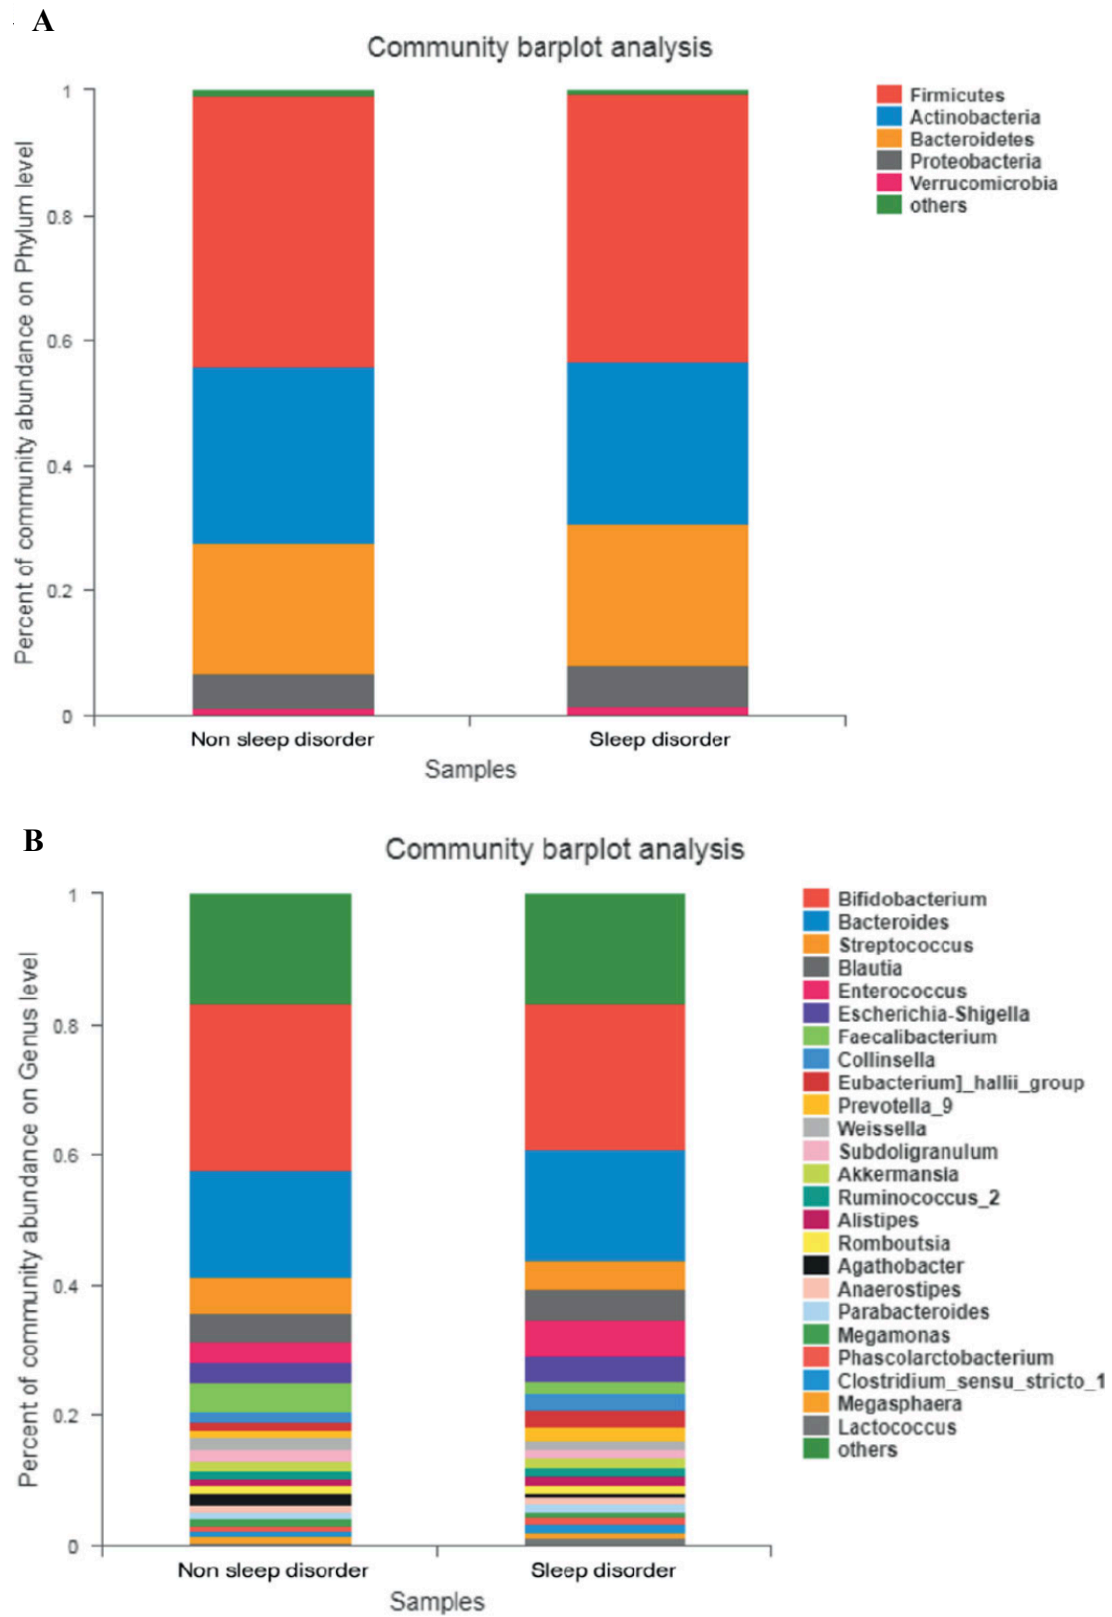 A
Community barplot analysis
Percent of community abundance on Phylum level
1
0.8
0.6
0.4
0.2
0
Non sleep disorder
Sleep disorder
Samples
Firmicutes
Actinobacteria
Bacteroidetes
Proteobacteria
Verrucomicrobia
others
B
Community barplot analysis
Percent of community abundance on Genus level
1
0.8
0.6
0.4
0.2
0
Non sleep disorder
Sleep disorder
Samples
Bifidobacterium
Bacteroides
Streptococcus
Blautia
Enterococcus
Escherichia-Shigella
Faecalibacterium
Collinsella
Eubacterium]_hallii_group
Prevotella_9
Weissella
Subdoligranulum
Akkermansia
Ruminococcus_2
Alistipes
Romboutsia
Agathobacter
Anaerostipes
Parabacteroides
Megamonas
Phascolarctobacterium
Clostridium_sensu_stricto_1
Megasphaera
Lactococcus
others